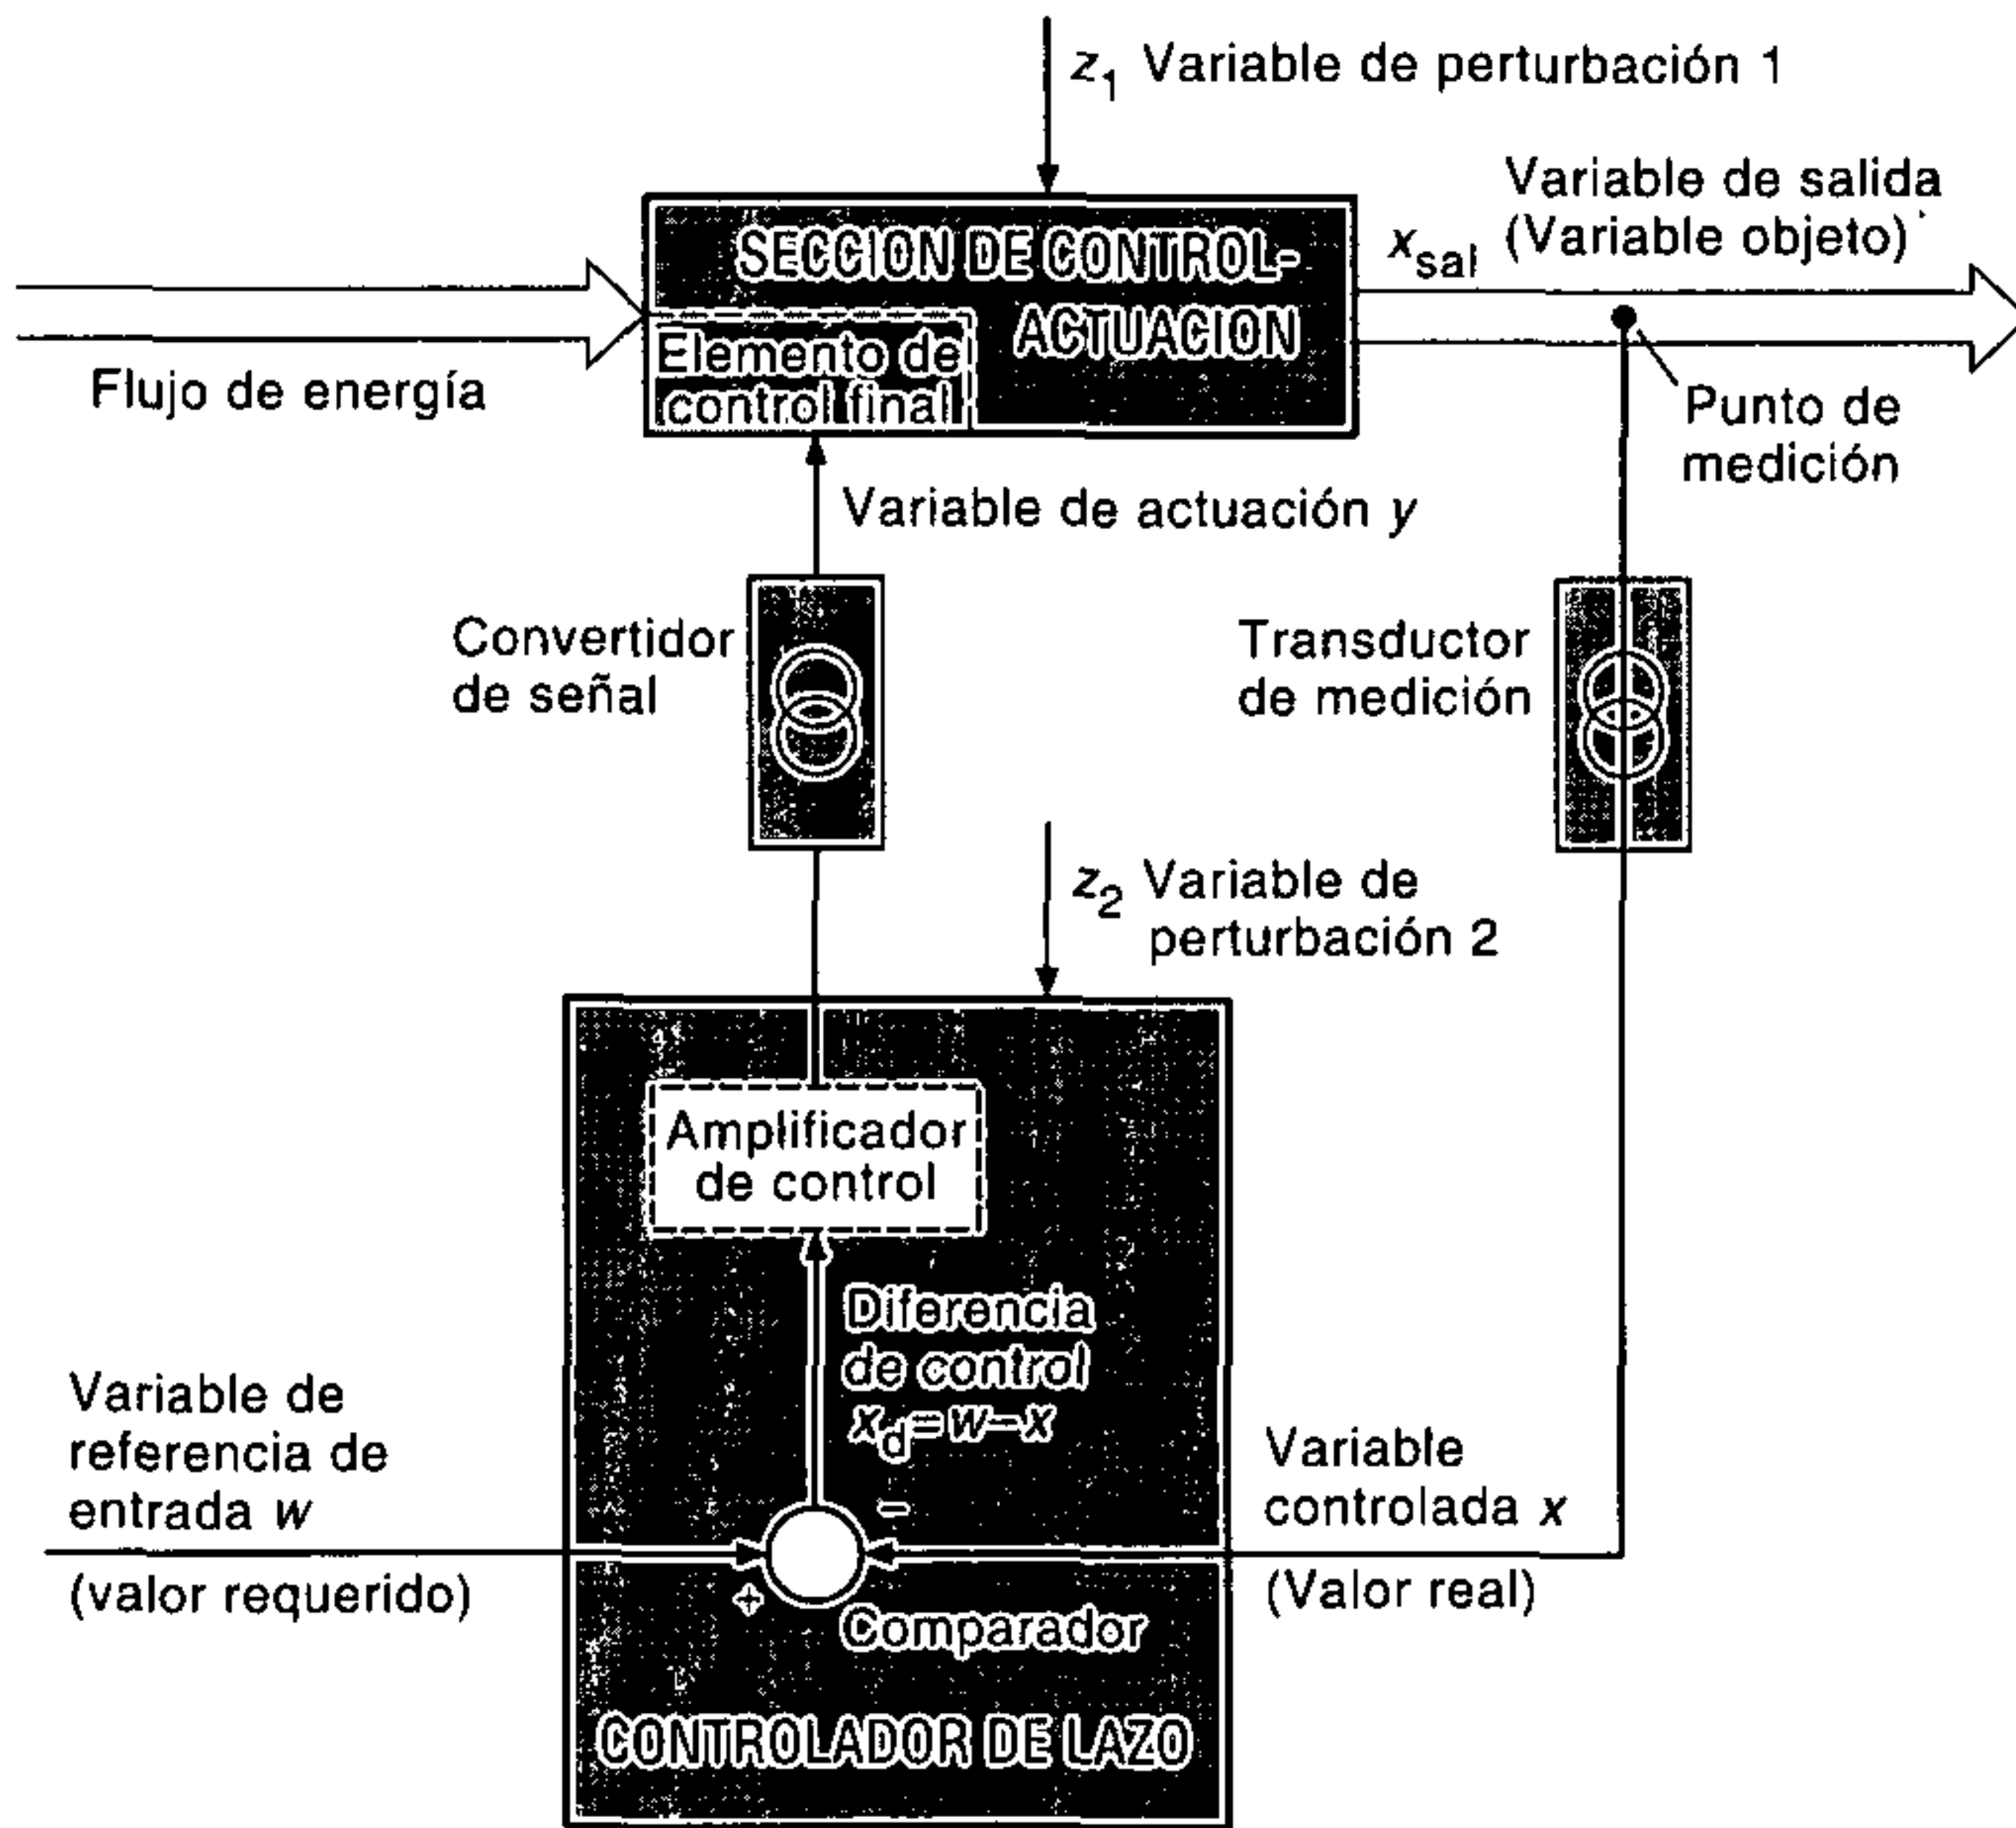 z1 Variable de perturbación 1
Variable de salida
(Variable objeto)
xsal
SECCION DE CONTROL-
ACTUACION
Elemento de
control final
Flujo de energía
Punto de
medición
Variable de actuación y
Convertidor
de señal
Transductor
de medición
z2 Variable de
perturbación 2
Amplificador
de control
Diferencia
de control
xd=w–x
Variable de
referencia de
entrada w
(valor requerido)
–
+
Variable
controlada x
(Valor real)
Comparador
CONTROLADOR DE LAZO